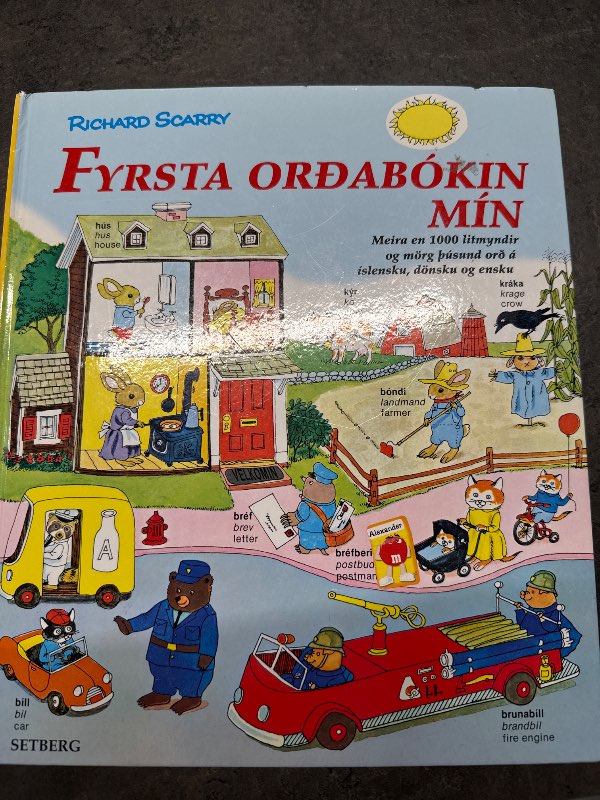 RICHARD SCARRY
FYRSTA ORÐABÓKIN
MÍN
Meira en 1000 litmyndir
og mörg þúsund orð á
íslensku, dönsku og ensku
hús
hus
house
kýr
kráka
krage
crow
bóndi
landmand
farmer
VELKOMIN
bréf
brev
letter
bréfberi
postbud
postman
Alexander
m
A
bíll
bil
car
brunabíll
brandbil
fire engine
SETBERG